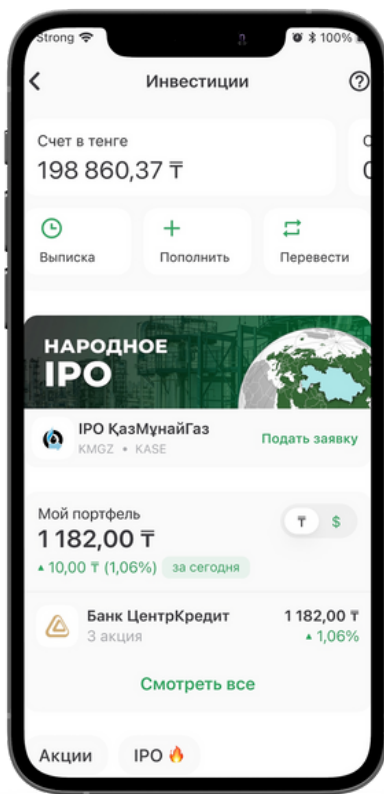 Strong
100%
Инвестиции
Счет в тенге
198 860,37 ₸
Выписка
Пополнить
Перевести
НАРОДНОЕ
IPO
IPO ҚазМұнайГаз
KMGZ • KASE
Подать заявку
Мой портфель
1 182,00 ₸
₸ $
▲ 10,00 ₸ (1,06%) за сегодня
Банк ЦентрКредит 1 182,00 ₸
3 акция ▲ 1,06%
Смотреть все
Акции IPO 🔥